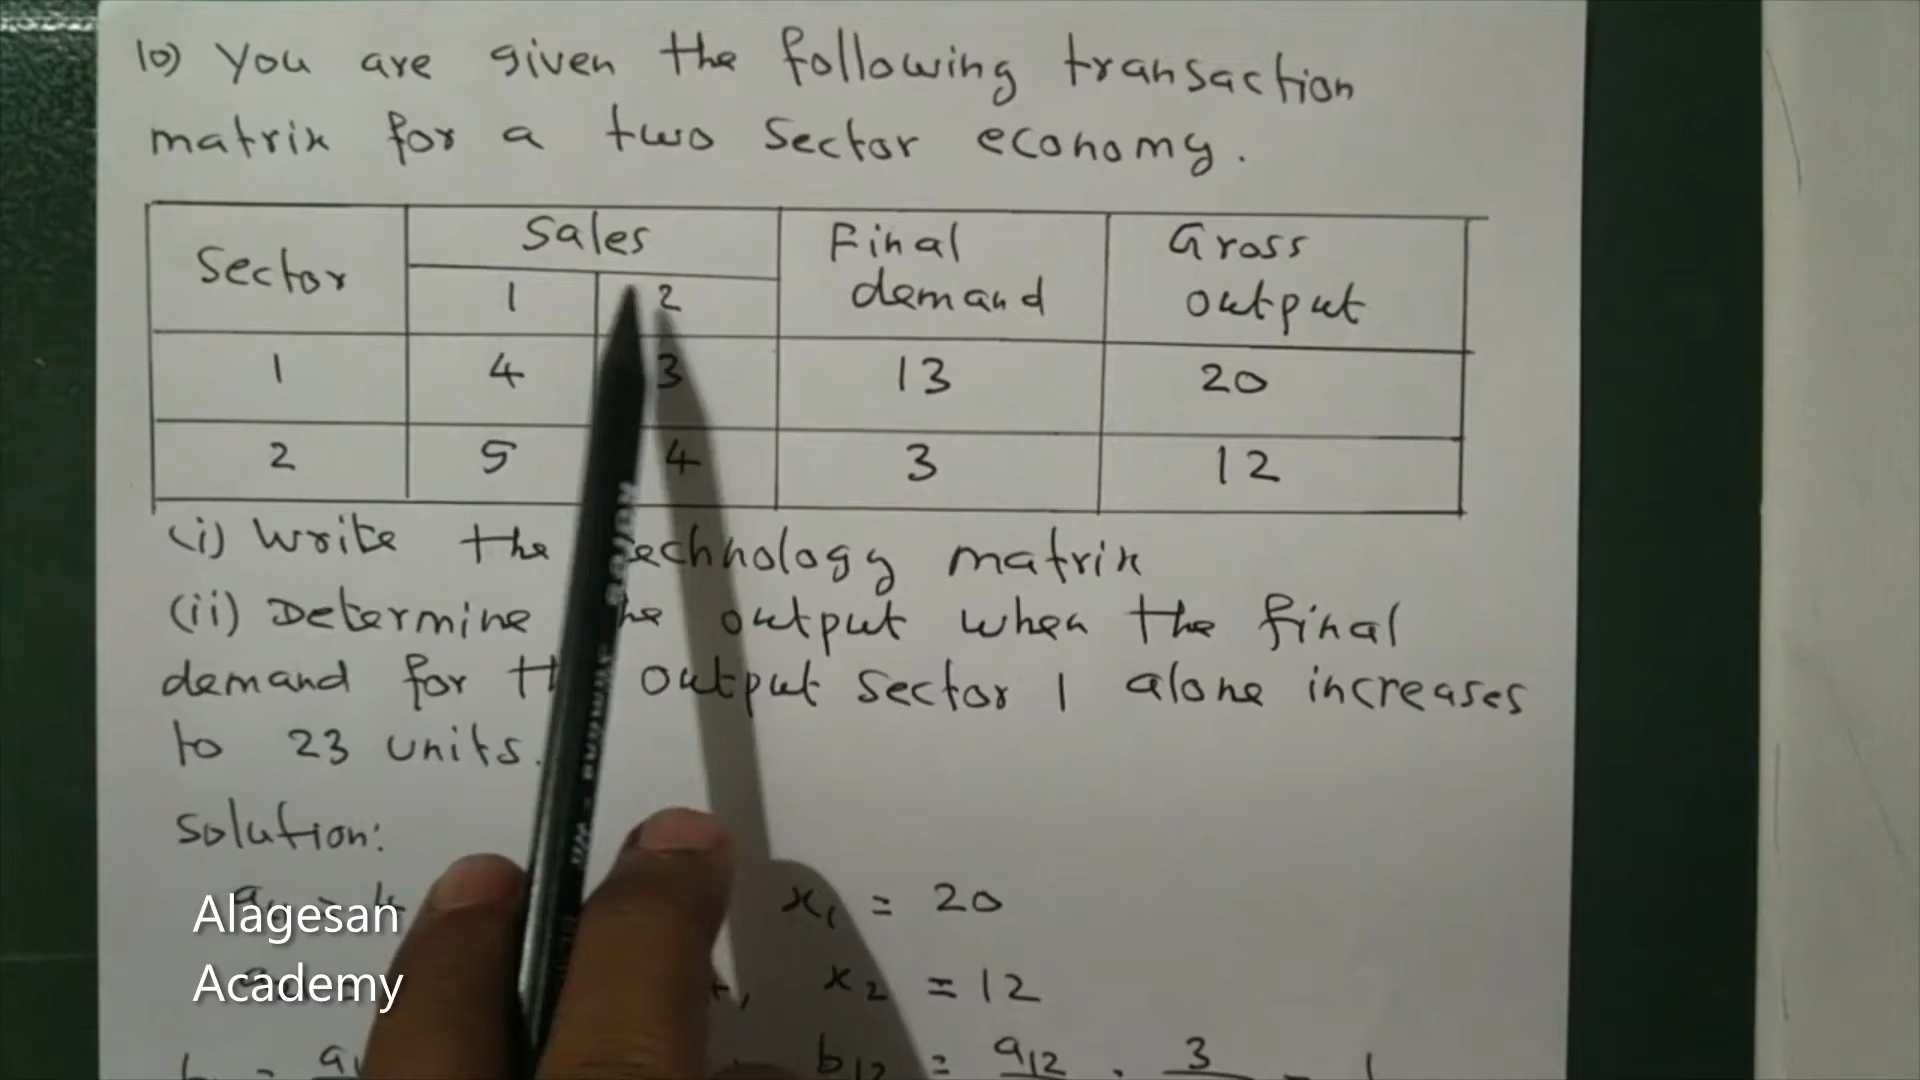 10) You are given the following transaction
matrix for a two sector economy.
Sector Sales Final demand Gross output
1 2
1 4 3 13 20
2 5 4 3 12
(i) Write the technology matrix
(ii) Determine the output when the final
demand for output sector 1 alone increases
to 23 units.
Solution:
x1 = 20
x2 = 12
b12 = a12 3 1
Alagesan
Academy